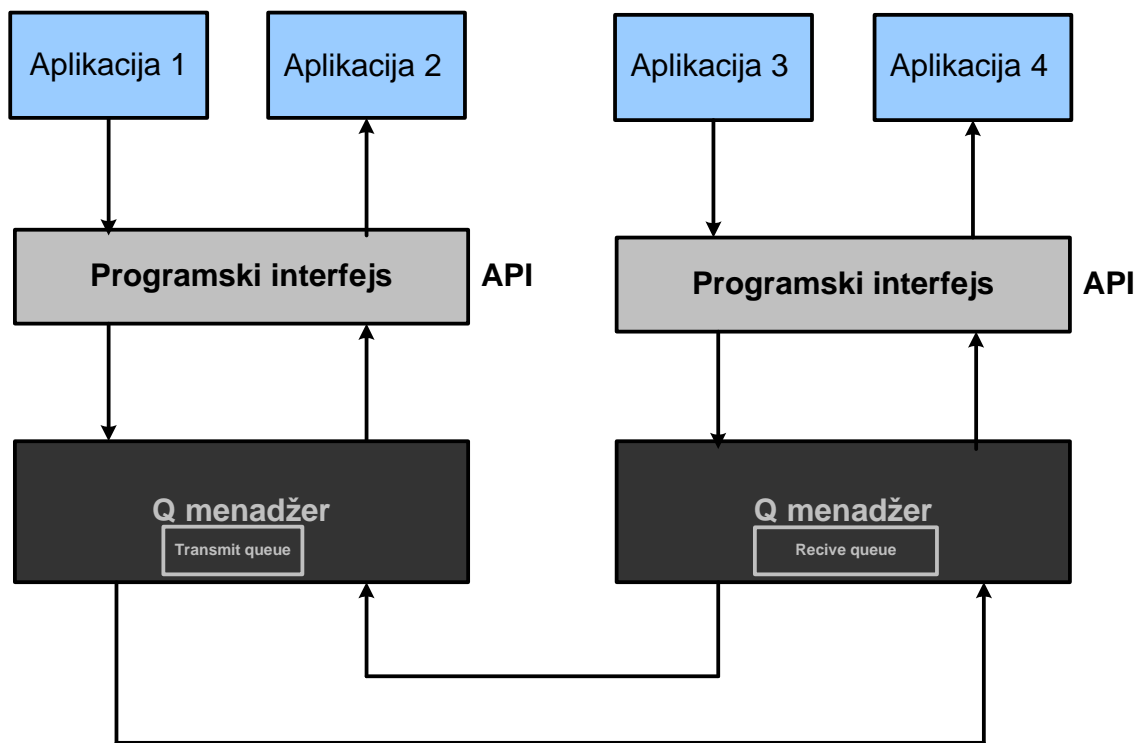 Aplikacija 1
Aplikacija 2
Aplikacija 3
Aplikacija 4
Programski interfejs
API
Programski interfejs
API
Q menadžer
Transmit queue
Q menadžer
Recive queue